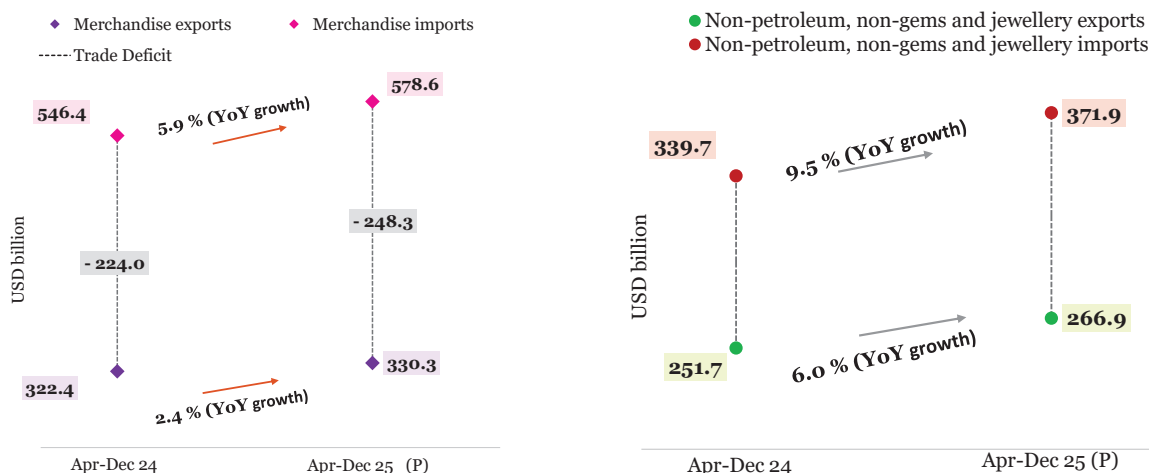 Merchandise exports
Merchandise imports
Trade Deficit
USD billion
546.4
5.9 % (YoY growth)
578.6
- 224.0
- 248.3
322.4
2.4 % (YoY growth)
330.3
Apr-Dec 24
Apr-Dec 25 (P)
Non-petroleum, non-gems and jewellery exports
Non-petroleum, non-gems and jewellery imports
USD billion
339.7
9.5 % (YoY growth)
371.9
251.7
6.0 % (YoY growth)
266.9
Apr-Dec 24
Apr-Dec 25 (P)